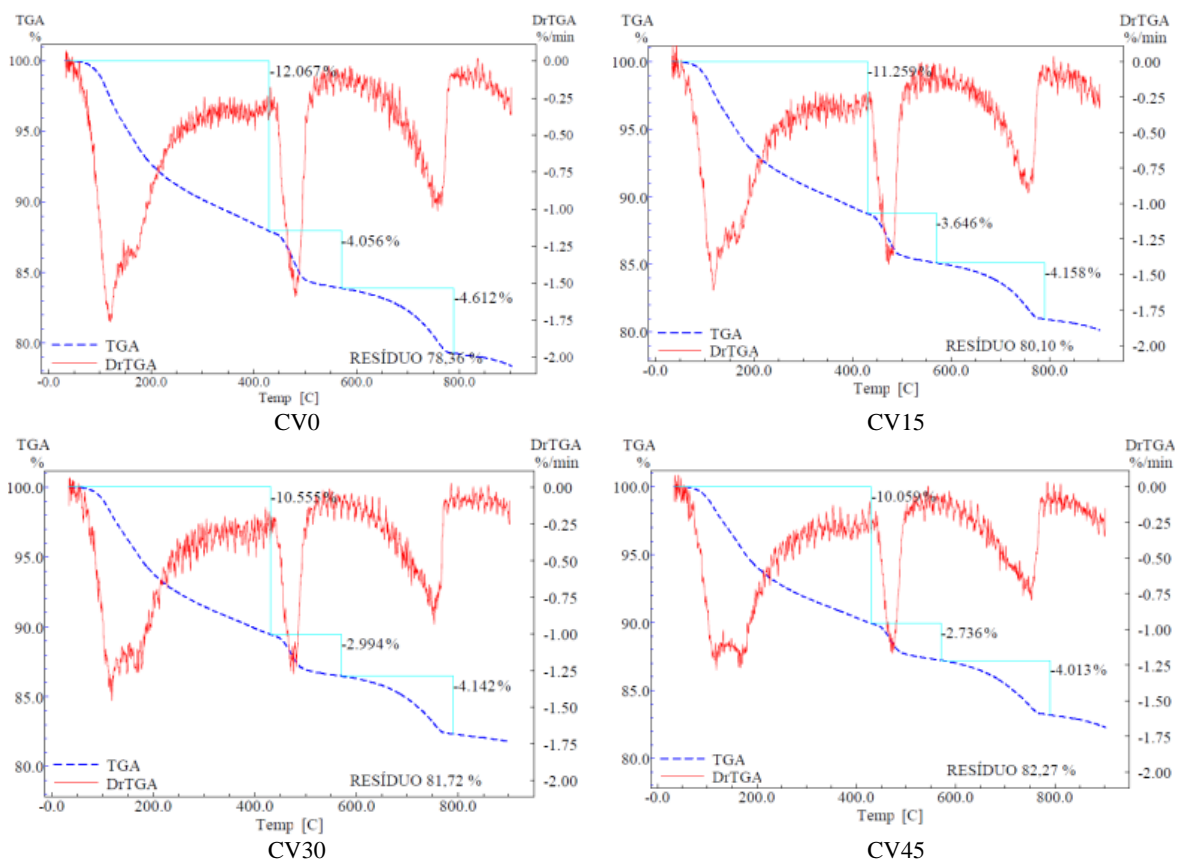 TGA
%
DrTGA
%/min
100.0
95.0
90.0
85.0
80.0
0.00
-0.25
-0.50
-0.75
-1.00
-1.25
-1.50
-1.75
-2.00
-12.067%
-4.056%
-4.612%
TGA
DrTGA
RESÍDUO 78,36 %
-0.0 200.0 400.0 600.0 800.0
Temp [C]
CV0
TGA
%
DrTGA
%/min
100.0
95.0
90.0
85.0
80.0
0.00
-0.25
-0.50
-0.75
-1.00
-1.25
-1.50
-1.75
-2.00
-11.259%
-3.646%
-4.158%
TGA
DrTGA
RESÍDUO 80,10 %
-0.0 200.0 400.0 600.0 800.0
Temp [C]
CV15
TGA
%
DrTGA
%/min
100.0
95.0
90.0
85.0
80.0
0.00
-0.25
-0.50
-0.75
-1.00
-1.25
-1.50
-1.75
-2.00
-10.555%
-2.994%
-4.142%
TGA
DrTGA
RESÍDUO 81,72 %
-0.0 200.0 400.0 600.0 800.0
Temp [C]
CV30
TGA
%
DrTGA
%/min
100.0
95.0
90.0
85.0
80.0
0.00
-0.25
-0.50
-0.75
-1.00
-1.25
-1.50
-1.75
-2.00
-10.059%
-2.736%
-4.013%
TGA
DrTGA
RESÍDUO 82,27 %
-0.0 200.0 400.0 600.0 800.0
Temp [C]
CV45